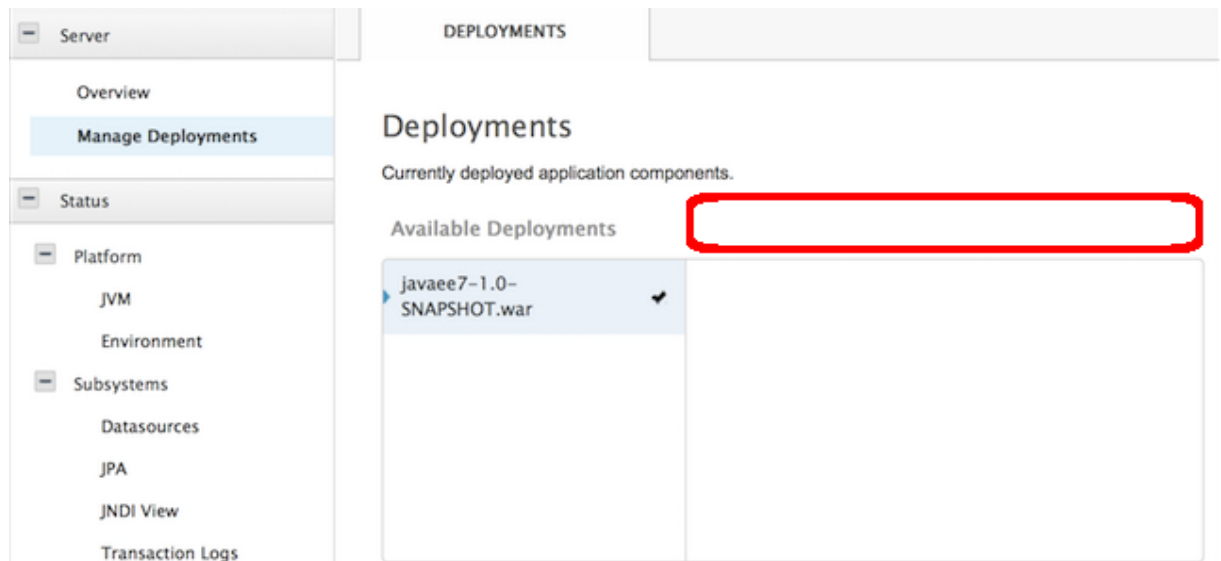 Server
Overview
Manage Deployments
Status
Platform
JVM
Environment
Subsystems
Datasources
JPA
JNDI View
Transaction Logs
DEPLOYMENTS
Deployments
Currently deployed application components.
Available Deployments
javaee7-1.0-
SNAPSHOT.war